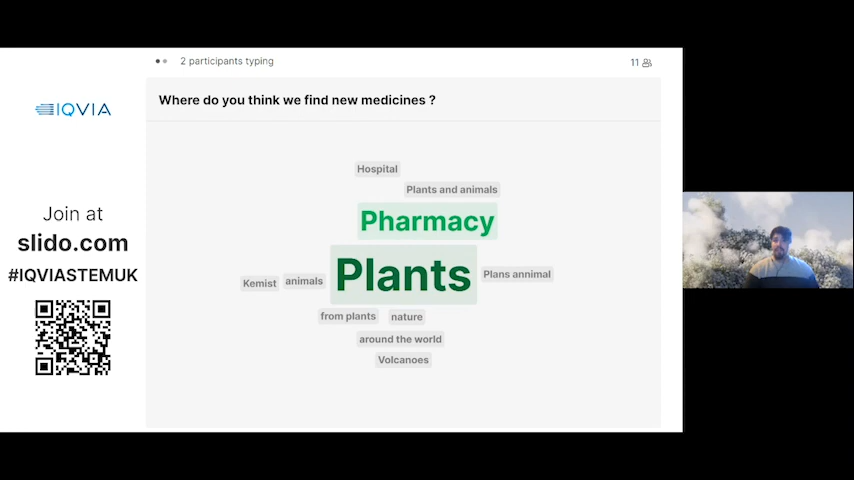 2 participants typing
11
Where do you think we find new medicines ?
IQVIA
Join at
slido.com
#IQVIASTEMUK
Hospital
Plants and animals
Pharmacy
Plants
Plans annimal
Kemist
animals
from plants
nature
around the world
Volcanoes